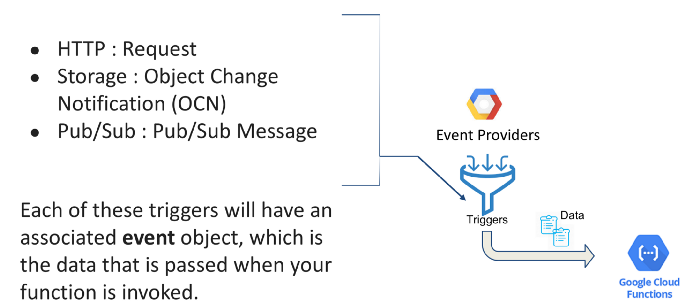 ● HTTP : Request
● Storage : Object Change
Notification (OCN)
● Pub/Sub : Pub/Sub Message
Each of these triggers will have an
associated event object, which is
the data that is passed when your
function is invoked.
Event Providers
Triggers
Data
{···}
Google Cloud
Functions